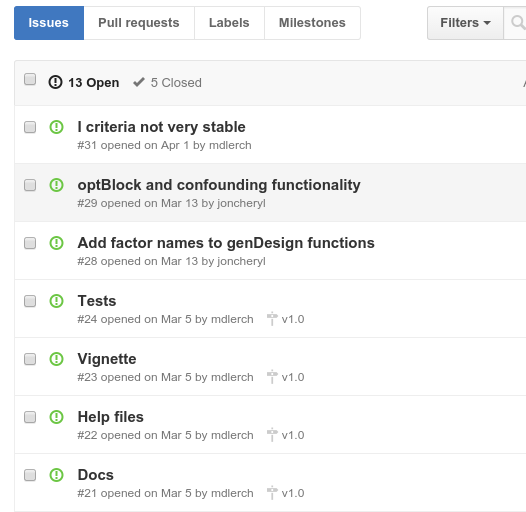 Issues Pull requests Labels Milestones Filters
13 Open 5 Closed
I criteria not very stable
#31 opened on Apr 1 by mdlerch
optBlock and confounding functionality
#29 opened on Mar 13 by joncheryl
Add factor names to genDesign functions
#28 opened on Mar 13 by joncheryl
Tests
#24 opened on Mar 5 by mdlerch v1.0
Vignette
#23 opened on Mar 5 by mdlerch v1.0
Help files
#22 opened on Mar 5 by mdlerch v1.0
Docs
#21 opened on Mar 5 by mdlerch v1.0